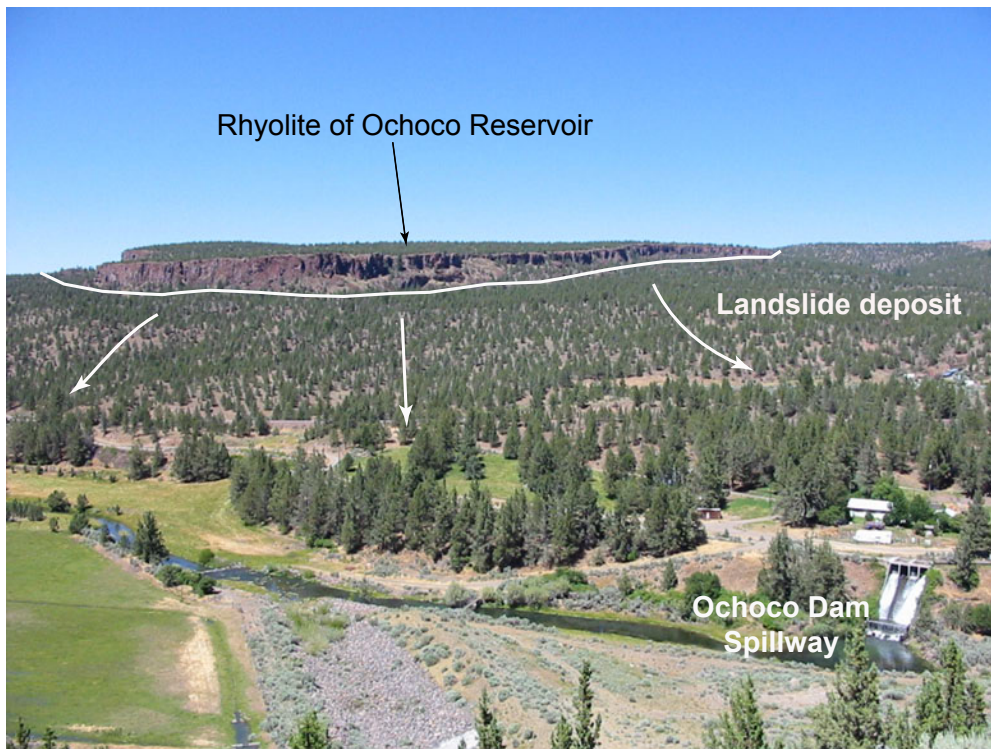 Rhyolite of Ochoco Reservoir
Landslide deposit
Ochoco Dam
Spillway